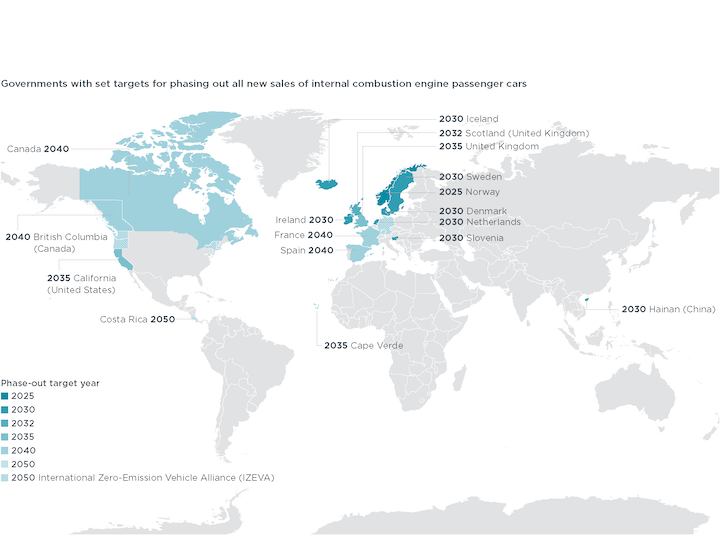 Governments with set targets for phasing out all new sales of internal combustion engine passenger cars
2030 Iceland
2032 Scotland (United Kingdom)
2035 United Kingdom
Canada 2040
2030 Sweden
2025 Norway
2030 Denmark
2030 Netherlands
2030 Slovenia
Ireland 2030
France 2040
Spain 2040
2040 British Columbia
(Canada)
2035 California
(United States)
Costa Rica 2050
2030 Hainan (China)
2035 Cape Verde
Phase-out target year
2025
2030
2032
2035
2040
2050
2050 International Zero-Emission Vehicle Alliance (IZEVA)